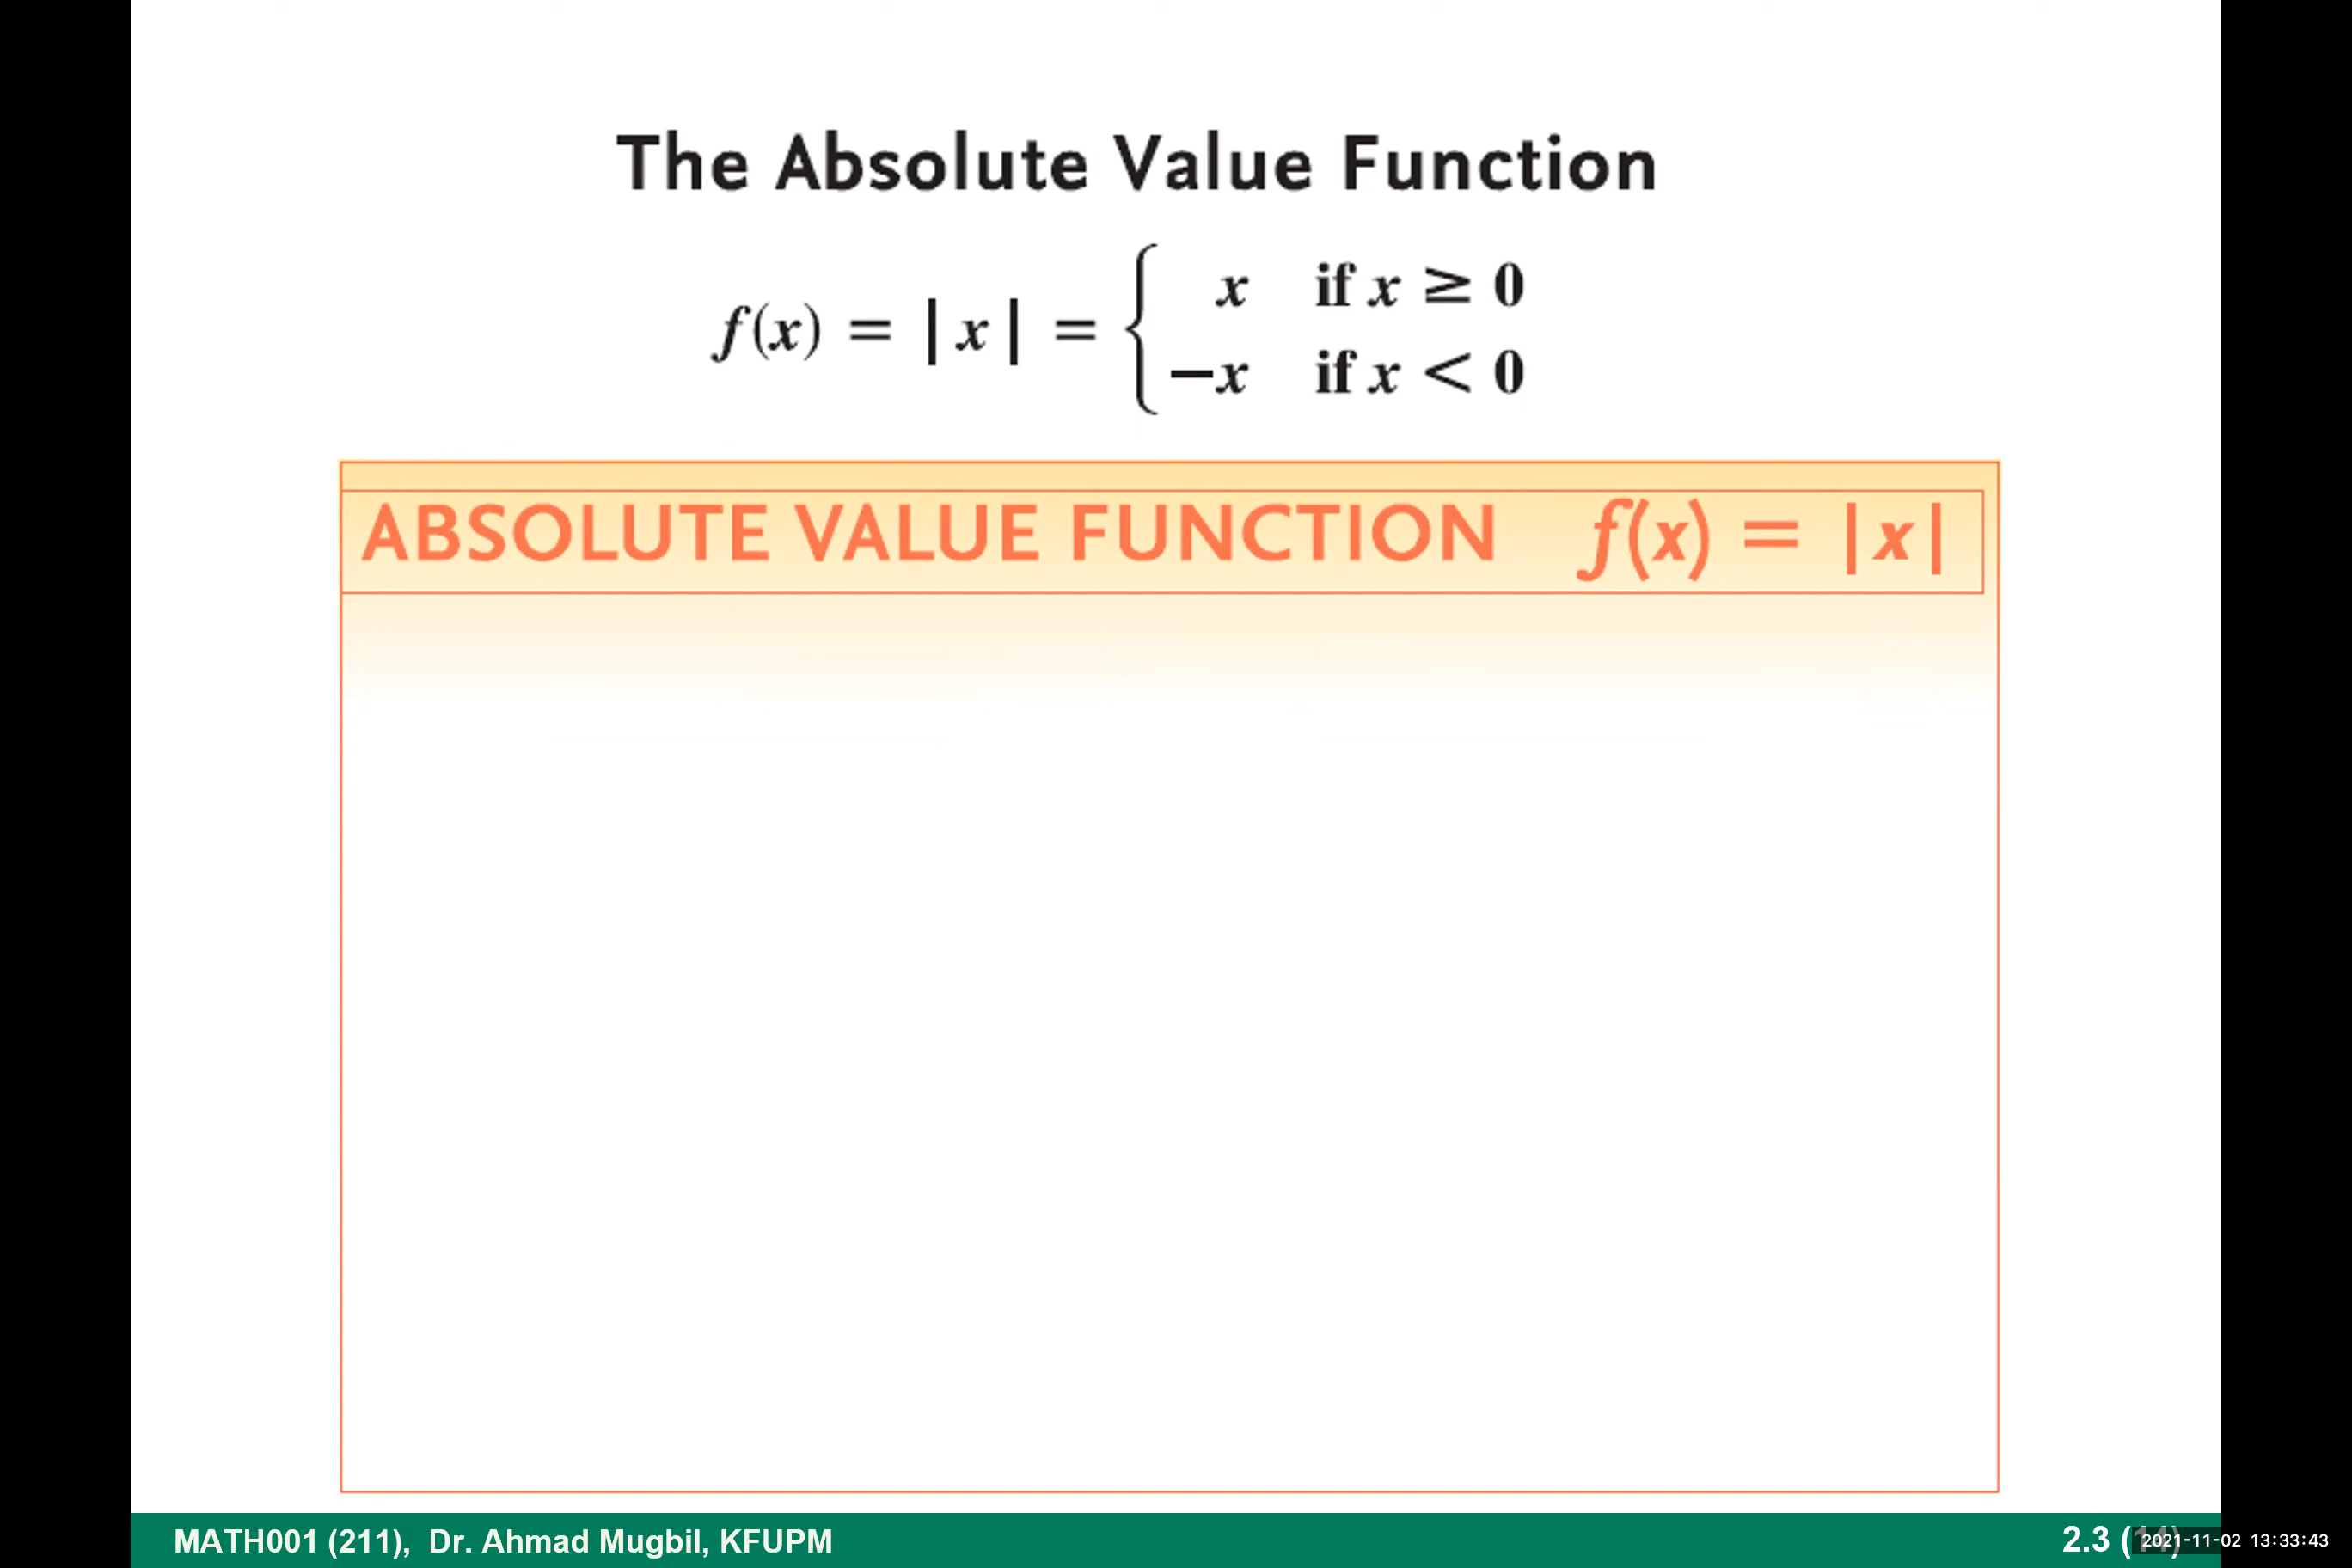 The Absolute Value Function
f(x) = |x| = { x if x ≥ 0
−x if x < 0
ABSOLUTE VALUE FUNCTION f(x) = |x|
MATH001 (211), Dr. Ahmad Mugbil, KFUPM
2.3 (14)
2021-11-02 13:33:43